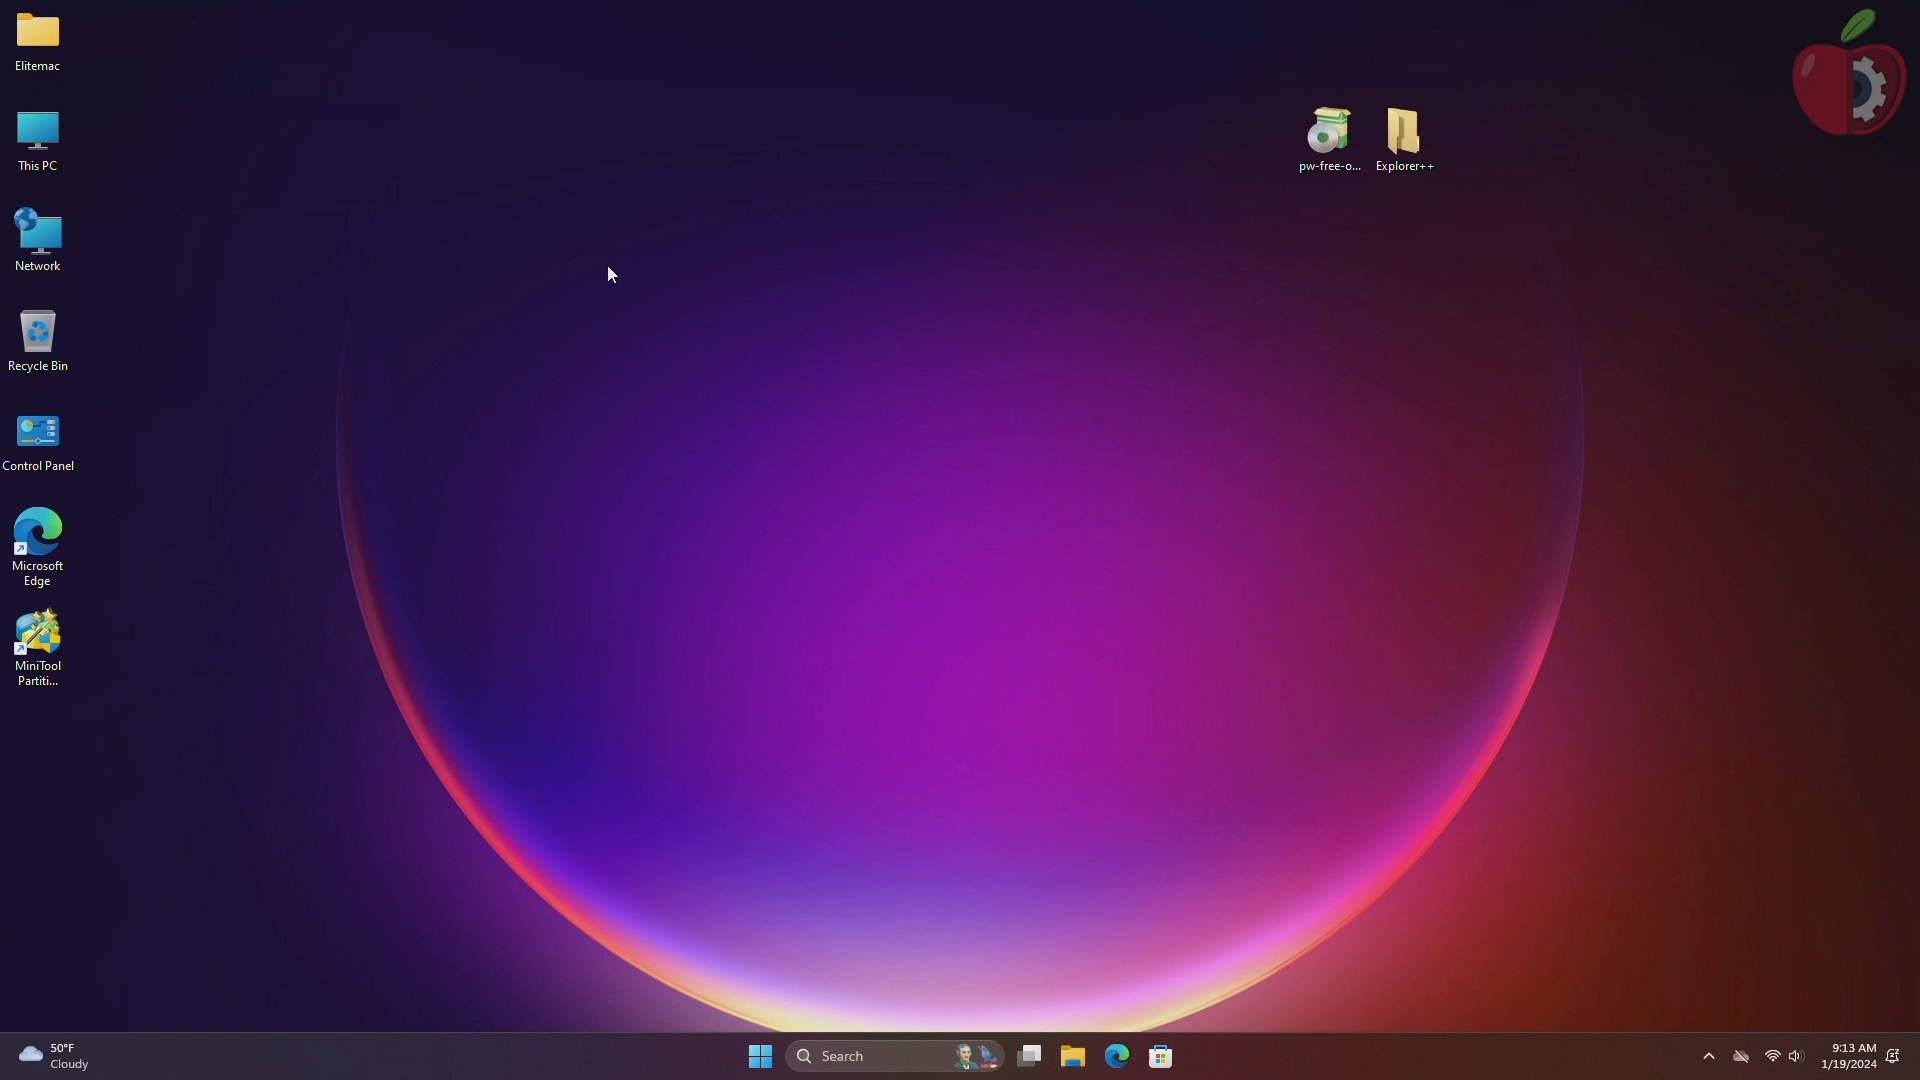 Elitemac
This PC
Network
Recycle Bin
Control Panel
Microsoft
Edge
MiniTool
Partiti...
pw-free-o...
Explorer++
50°F
Cloudy
Search
9:13 AM
1/19/2024